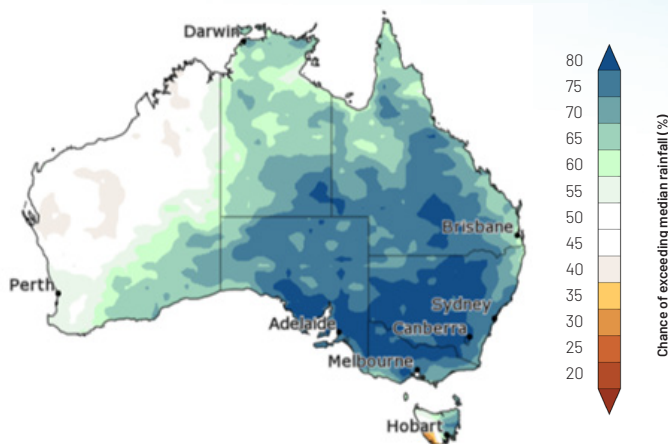 Darwin
Brisbane
Perth
Sydney
Adelaide
Canberra
Melbourne
Hobart
80
75
70
65
60
55
50
45
40
35
30
25
20
Chance of exceeding median rainfall (%)